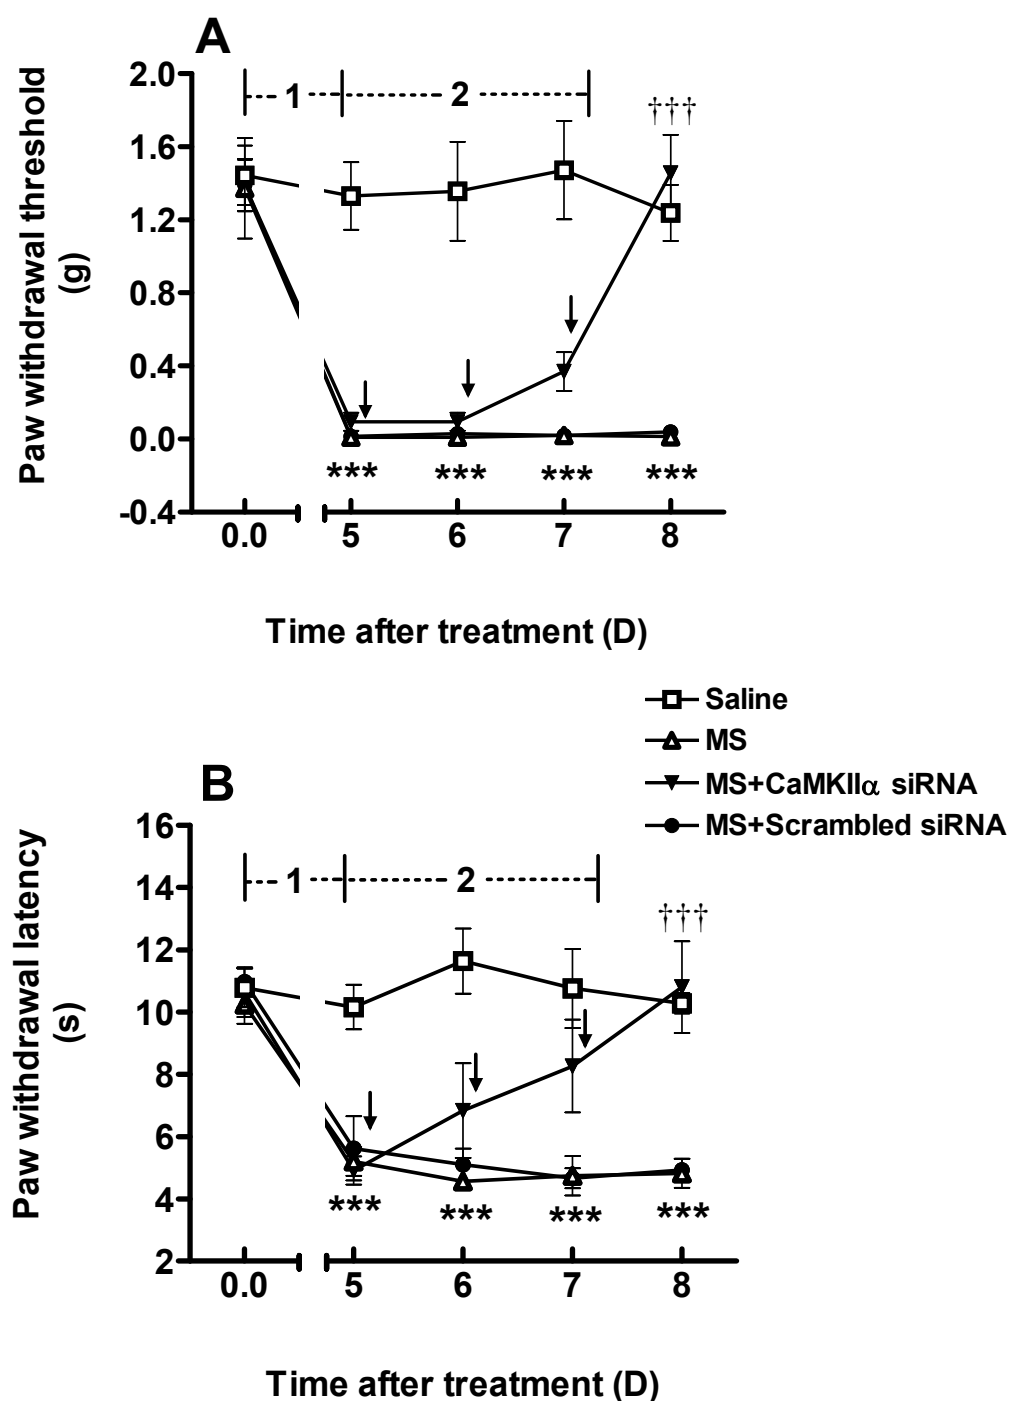 A
Paw withdrawal threshold
(g)
2.0
1.6
1.2
0.8
0.4
0.0
-0.4
1
2
†††
*** *** *** ***
0.0 5 6 7 8
Time after treatment (D)
Saline
MS
MS+CaMKIIα siRNA
MS+Scrambled siRNA
B
Paw withdrawal latency
(s)
16
14
12
10
8
6
4
2
1
2
†††
*** *** *** ***
0.0 5 6 7 8
Time after treatment (D)